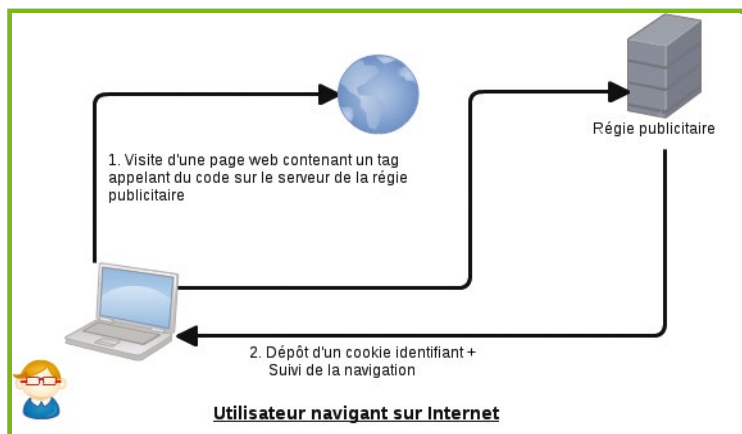 Régie publicitaire
1. Visite d'une page web contenant un tag
appelant du code sur le serveur de la régie
publicitaire
2. Dépôt d'un cookie identifiant +
Suivi de la navigation
Utilisateur navigant sur Internet